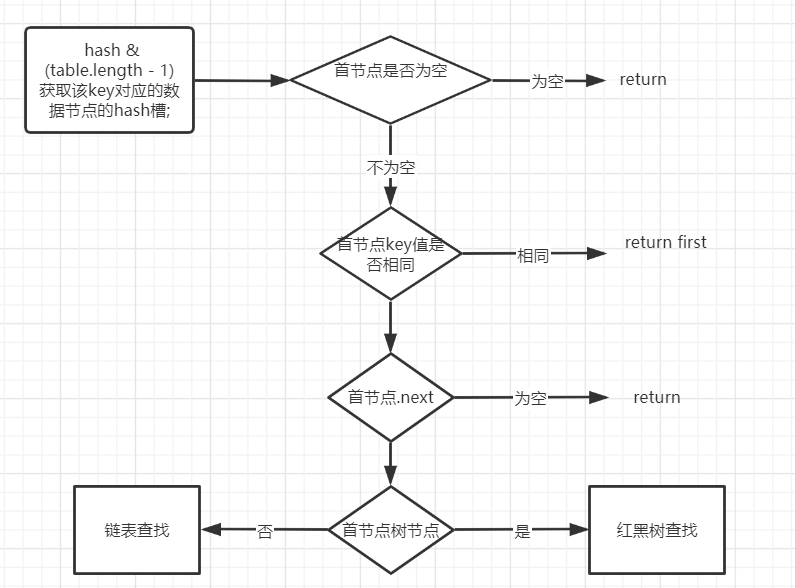 hash &
(table.length - 1)
获取该key对应的数
据节点的hash槽;
首节点是否为空
为空
return
不为空
首节点key值是
否相同
相同
return first
首节点.next
为空
return
链表查找
否
首节点树节点
是
红黑树查找